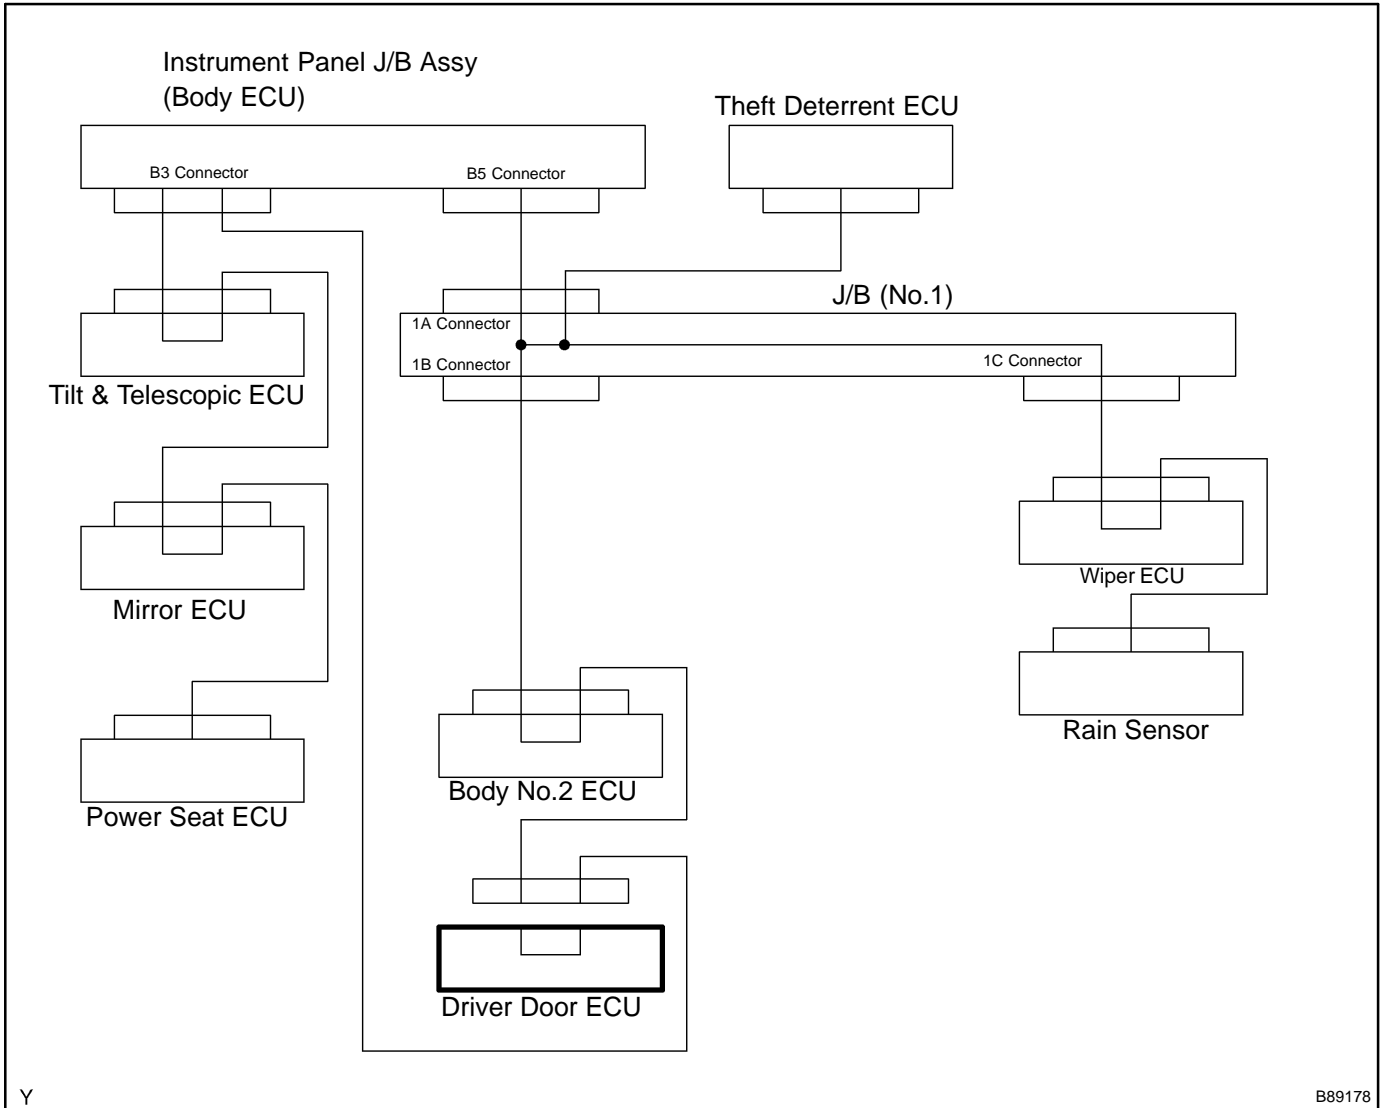 Instrument Panel J/B Assy
(Body ECU)
Theft Deterrent ECU
B3 Connector
B5 Connector
J/B (No.1)
1A Connector
1B Connector
1C Connector
Tilt & Telescopic ECU
Wiper ECU
Mirror ECU
Rain Sensor
Body No.2 ECU
Power Seat ECU
Driver Door ECU
Y
B89178